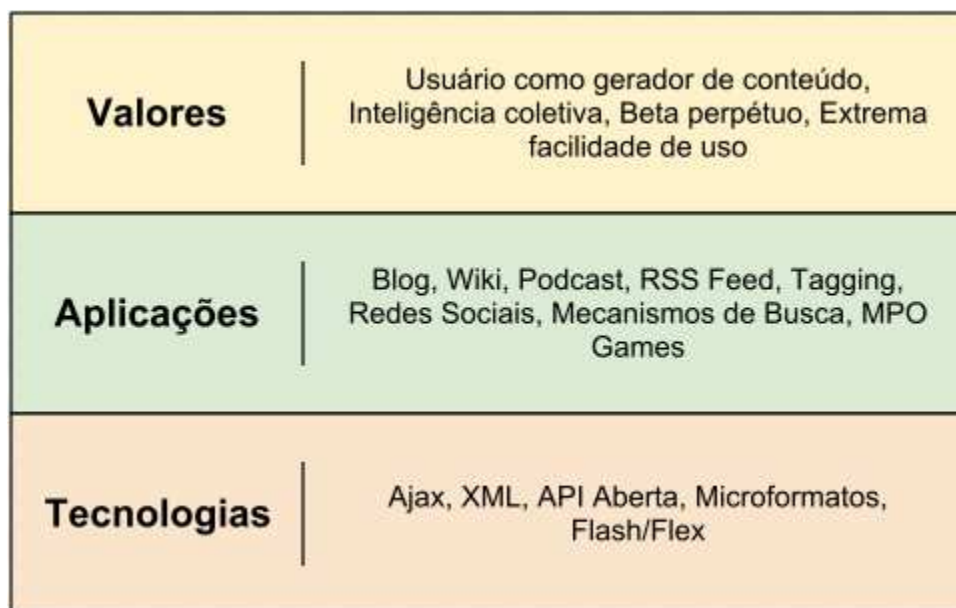 Valores
Usuário como gerador de conteúdo,
Inteligência coletiva, Beta perpétuo, Extrema
facilidade de uso
Aplicações
Blog, Wiki, Podcast, RSS Feed, Tagging,
Redes Sociais, Mecanismos de Busca, MPO
Games
Tecnologias
Ajax, XML, API Aberta, Microformatos,
Flash/Flex